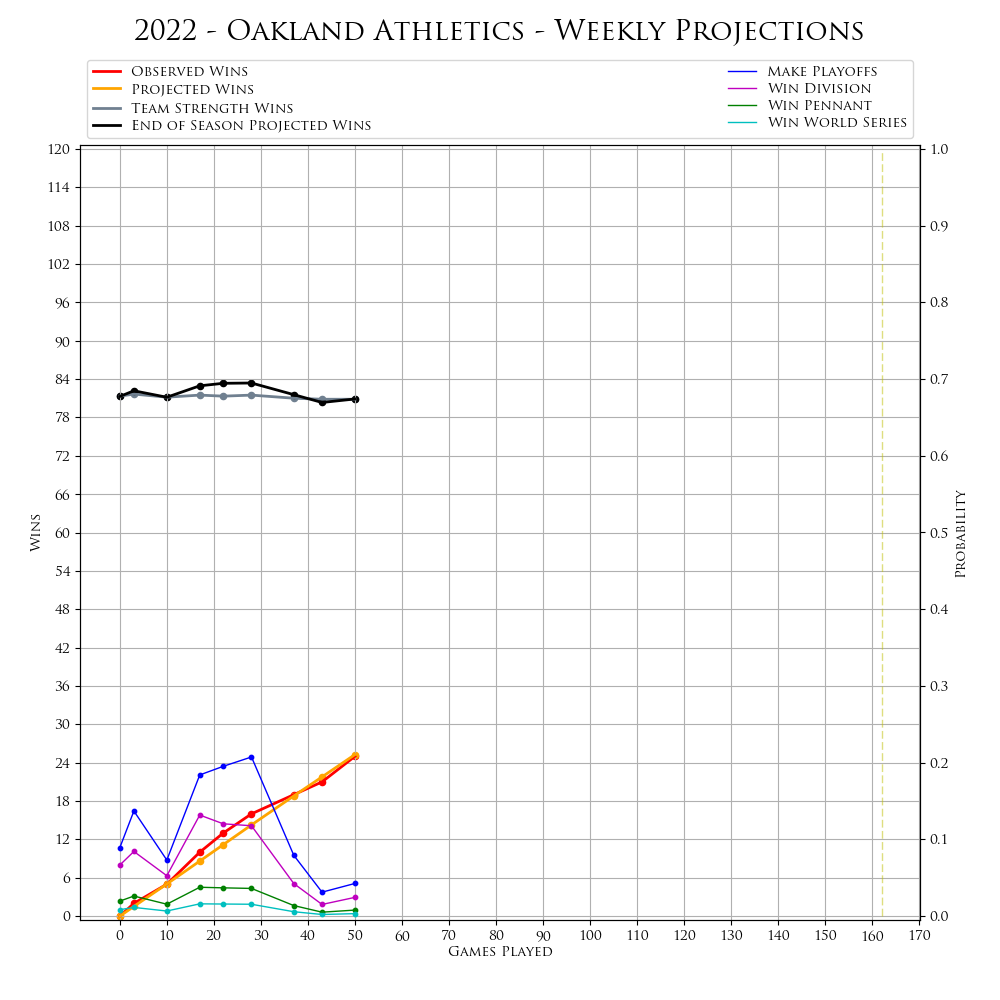 2022 - Oakland Athletics - Weekly Projections
Observed Wins
Projected Wins
Team Strength Wins
End of Season Projected Wins
Make Playoffs
Win Division
Win Pennant
Win World Series
120
114
108
102
96
90
84
78
72
66
60
54
48
42
36
30
24
18
12
6
0
Wins
1.0
0.9
0.8
0.7
0.6
0.5
0.4
0.3
0.2
0.1
0.0
Probability
0 10 20 30 40 50 60 70 80 90 100 110 120 130 140 150 160 170
Games Played